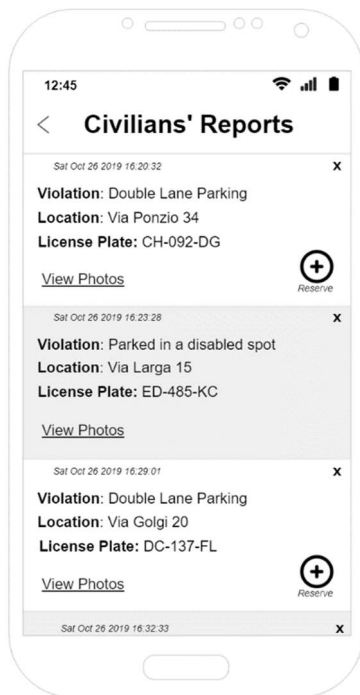 12:45
Civilians' Reports
Sat Oct 26 2019 16:20:32 X
Violation: Double Lane Parking
Location: Via Ponzio 34
License Plate: CH-092-DG
View Photos
Reserve
Sat Oct 26 2019 16:23:28 X
Violation: Parked in a disabled spot
Location: Via Larga 15
License Plate: ED-485-KC
View Photos
Sat Oct 26 2019 16:29:01 X
Violation: Double Lane Parking
Location: Via Golgi 20
License Plate: DC-137-FL
View Photos
Reserve
Sat Oct 26 2019 16:32:33 X